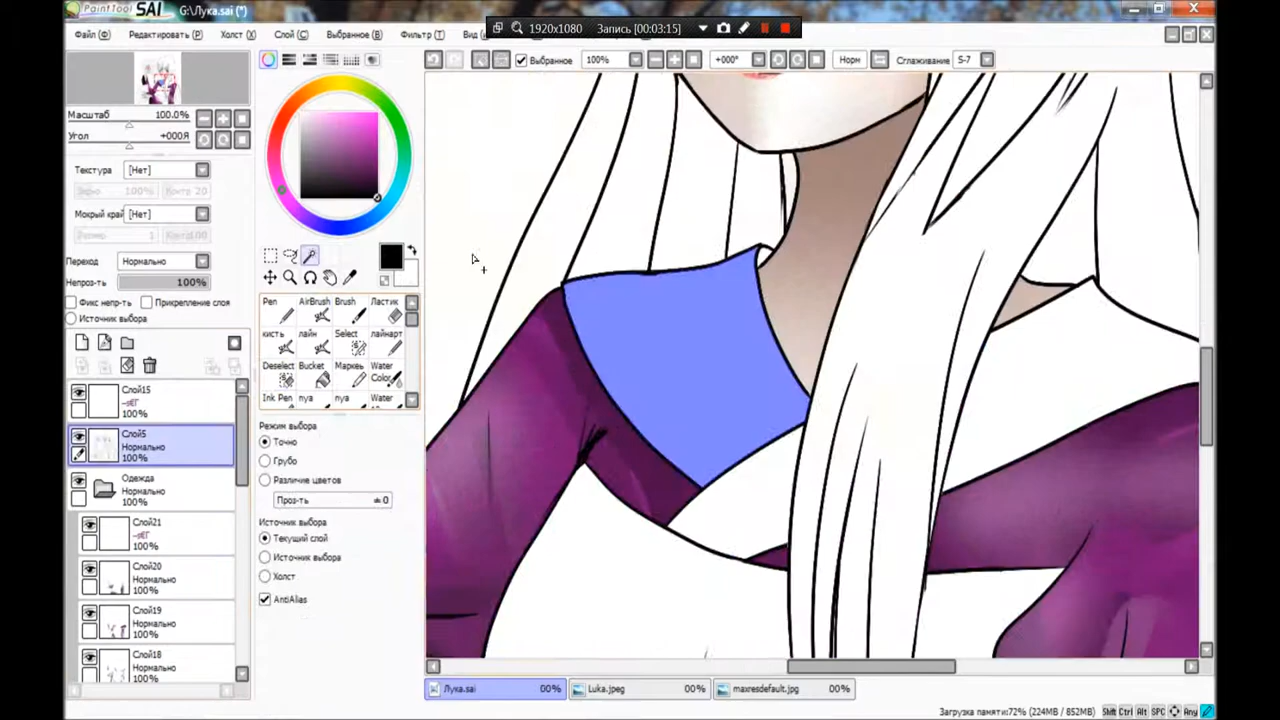 PaintTool SAI G:\Лука.sai (*)
1920x1080 Запись [00:03:15]
Файл (F) Редактировать (P) Холст (X) Слой (C) Выбранное (B) Фильтр (T) Вид
Выбранное 100% +000° Норм Сглаживание S-7
Масштаб 100.0%
Угол +000Я
Текстура [Нет]
100% 20
Мокрый край [Нет]
1 100
Переход Нормально
Непроз-ть 100%
Фикс непр-ть Прикрепление слоя
Источник выбора
Слой15
100%
Слой5
Нормально
100%
Одежда
Нормально
100%
Слой21
100%
Слой20
Нормально
100%
Слой19
Нормально
100%
Слой18
Нормально
100%
Pen AirBrush Brush Ластик
кисть лайн Select лайнарт
Deselect Bucket Маркеь Water Color
Ink Pen nya nya Water
Режим выбора
Точно
Грубо
Различие цветов
Проз-ть ±0
Источник выбора
Текущий слой
Источник выбора
Холст
AntiAlias
Лука.sai 00% Luka.jpeg 00% maxresdefault.jpg 00%
Загрузка памяти:72% (224MB / 852MB) Shift Ctrl Alt SPC Any